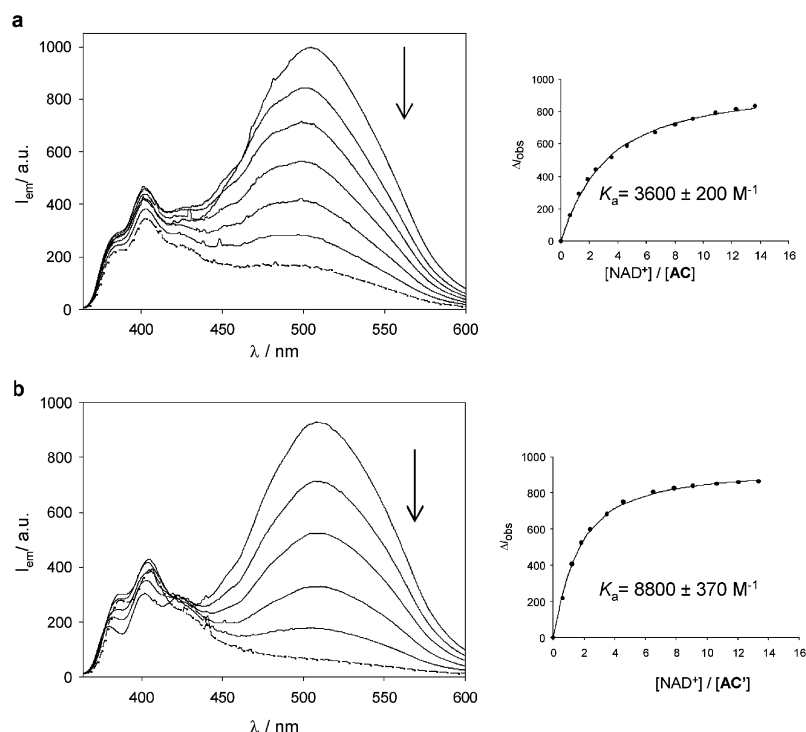 a
1000
800
600
400
200
0
I_em/ a.u.
400 450 500 550 600
λ / nm
1000
800
600
400
200
0
ΔI_obs
K_a= 3600 ± 200 M⁻¹
0 2 4 6 8 10 12 14 16
[NAD⁺] / [AC]
b
1000
800
600
400
200
0
I_em/ a.u.
400 450 500 550 600
λ / nm
1000
800
600
400
200
0
ΔI_obs
K_a= 8800 ± 370 M⁻¹
0 2 4 6 8 10 12 14 16
[NAD⁺] / [AC']